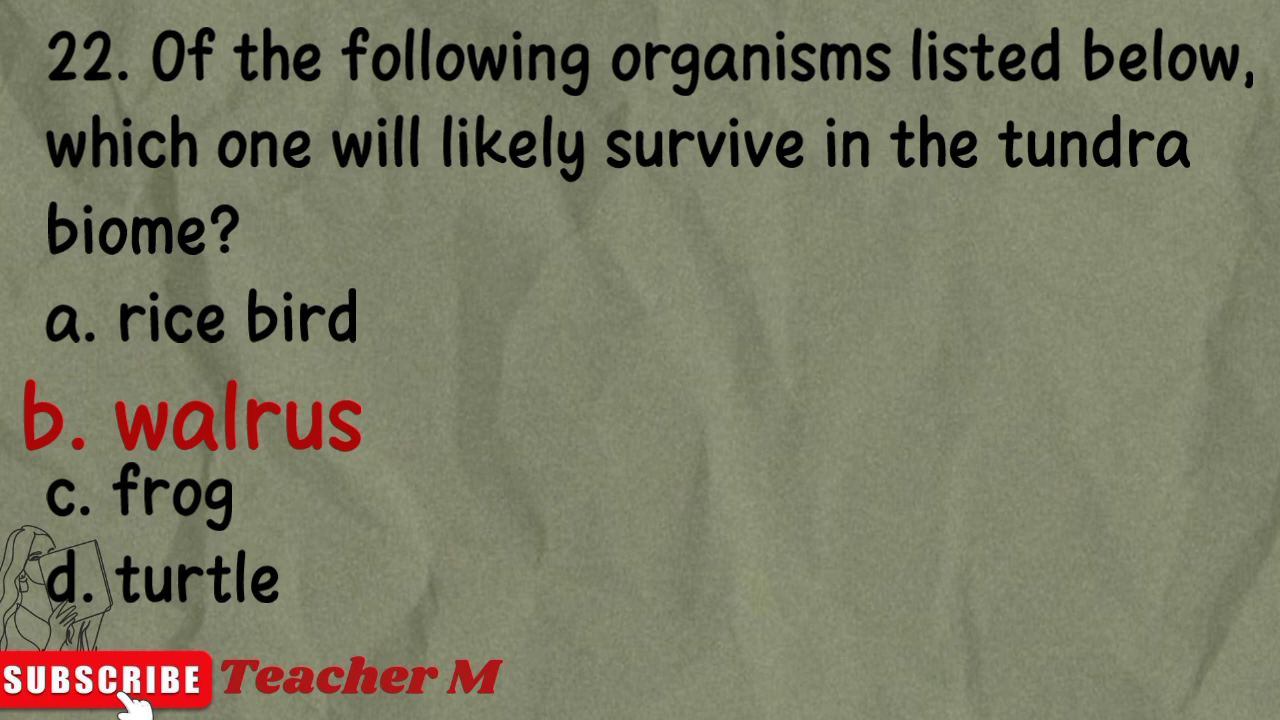 22. Of the following organisms listed below,
which one will likely survive in the tundra
biome?
a. rice bird
b. walrus
c. frog
d. turtle
SUBSCRIBE Teacher M